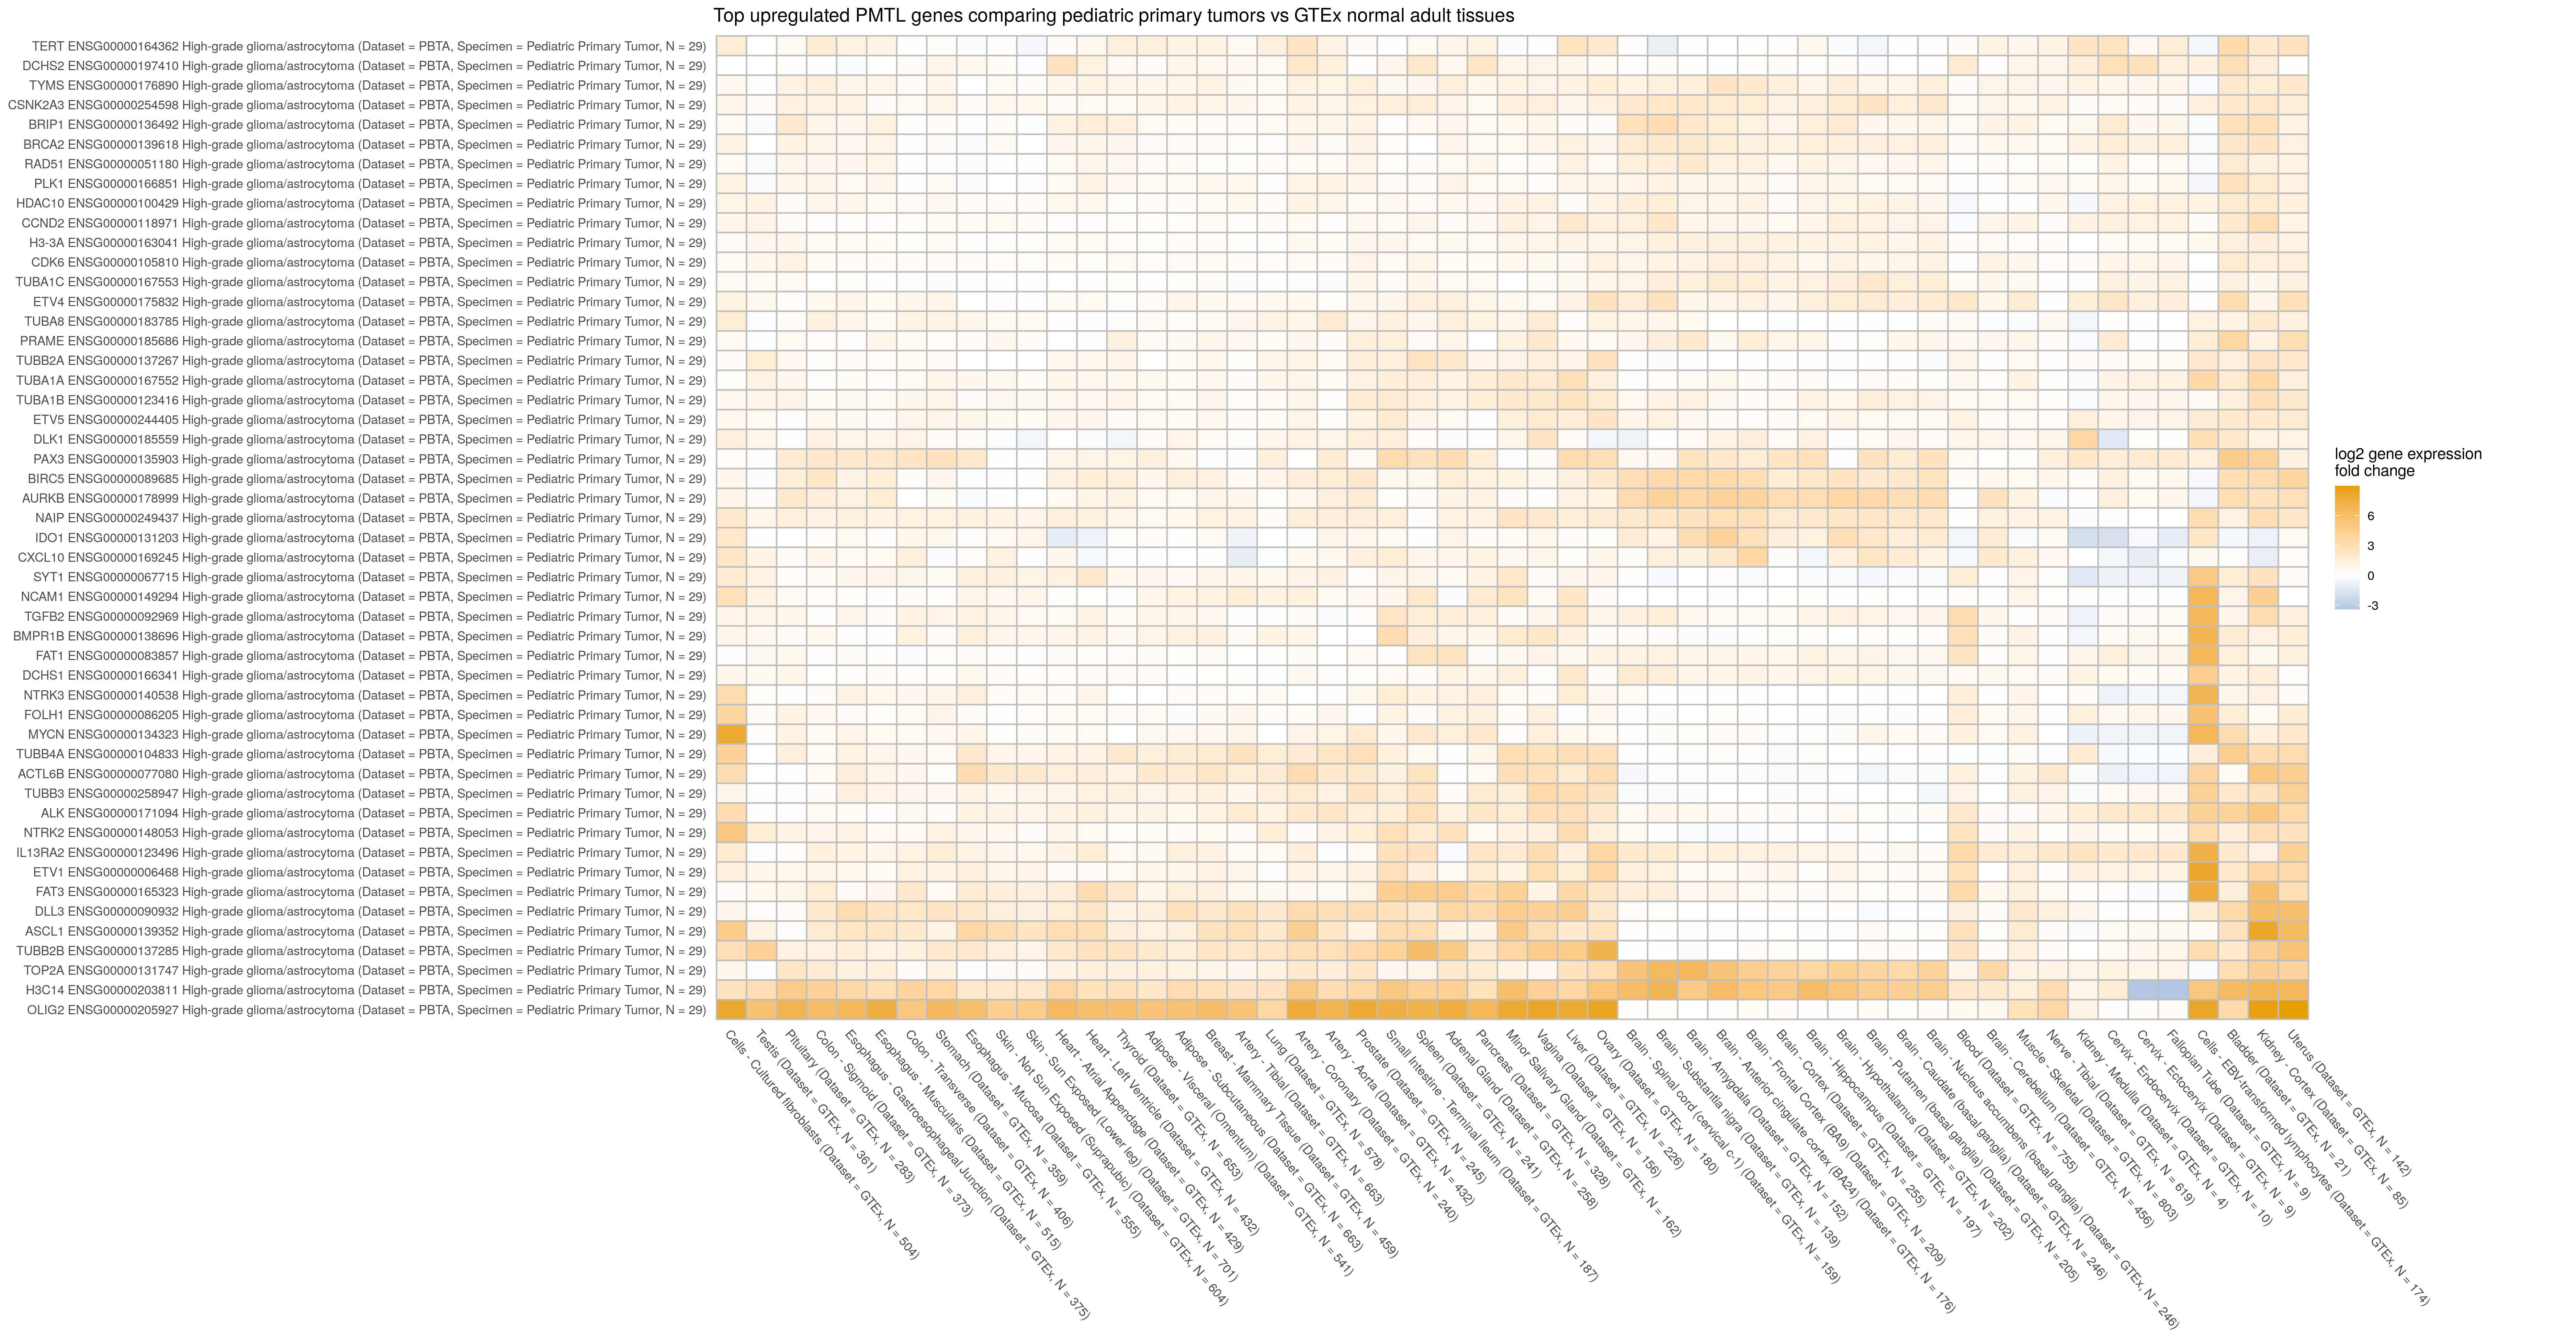 Top upregulated PMTL genes comparing pediatric primary tumors vs GTEx normal adult tissues
TERT ENSG00000164362 High-grade glioma/astrocytoma (Dataset = PBTA, Specimen = Pediatric Primary Tumor, N = 29)
DCHS2 ENSG00000197410 High-grade glioma/astrocytoma (Dataset = PBTA, Specimen = Pediatric Primary Tumor, N = 29)
TYMS ENSG00000176890 High-grade glioma/astrocytoma (Dataset = PBTA, Specimen = Pediatric Primary Tumor, N = 29)
CSNK2A3 ENSG00000254598 High-grade glioma/astrocytoma (Dataset = PBTA, Specimen = Pediatric Primary Tumor, N = 29)
BRIP1 ENSG00000136492 High-grade glioma/astrocytoma (Dataset = PBTA, Specimen = Pediatric Primary Tumor, N = 29)
BRCA2 ENSG00000139618 High-grade glioma/astrocytoma (Dataset = PBTA, Specimen = Pediatric Primary Tumor, N = 29)
RAD51 ENSG00000051180 High-grade glioma/astrocytoma (Dataset = PBTA, Specimen = Pediatric Primary Tumor, N = 29)
PLK1 ENSG00000166851 High-grade glioma/astrocytoma (Dataset = PBTA, Specimen = Pediatric Primary Tumor, N = 29)
HDAC10 ENSG00000100429 High-grade glioma/astrocytoma (Dataset = PBTA, Specimen = Pediatric Primary Tumor, N = 29)
CCND2 ENSG00000118971 High-grade glioma/astrocytoma (Dataset = PBTA, Specimen = Pediatric Primary Tumor, N = 29)
H3-3A ENSG00000163041 High-grade glioma/astrocytoma (Dataset = PBTA, Specimen = Pediatric Primary Tumor, N = 29)
CDK6 ENSG00000105810 High-grade glioma/astrocytoma (Dataset = PBTA, Specimen = Pediatric Primary Tumor, N = 29)
TUBA1C ENSG00000167553 High-grade glioma/astrocytoma (Dataset = PBTA, Specimen = Pediatric Primary Tumor, N = 29)
ETV4 ENSG00000175832 High-grade glioma/astrocytoma (Dataset = PBTA, Specimen = Pediatric Primary Tumor, N = 29)
TUBA8 ENSG00000183785 High-grade glioma/astrocytoma (Dataset = PBTA, Specimen = Pediatric Primary Tumor, N = 29)
PRAME ENSG00000185686 High-grade glioma/astrocytoma (Dataset = PBTA, Specimen = Pediatric Primary Tumor, N = 29)
TUBB2A ENSG00000137267 High-grade glioma/astrocytoma (Dataset = PBTA, Specimen = Pediatric Primary Tumor, N = 29)
TUBA1A ENSG00000167552 High-grade glioma/astrocytoma (Dataset = PBTA, Specimen = Pediatric Primary Tumor, N = 29)
TUBA1B ENSG00000123416 High-grade glioma/astrocytoma (Dataset = PBTA, Specimen = Pediatric Primary Tumor, N = 29)
ETV5 ENSG00000244405 High-grade glioma/astrocytoma (Dataset = PBTA, Specimen = Pediatric Primary Tumor, N = 29)
DLK1 ENSG00000185559 High-grade glioma/astrocytoma (Dataset = PBTA, Specimen = Pediatric Primary Tumor, N = 29)
PAX3 ENSG00000135903 High-grade glioma/astrocytoma (Dataset = PBTA, Specimen = Pediatric Primary Tumor, N = 29)
BIRC5 ENSG00000089685 High-grade glioma/astrocytoma (Dataset = PBTA, Specimen = Pediatric Primary Tumor, N = 29)
AURKB ENSG00000178999 High-grade glioma/astrocytoma (Dataset = PBTA, Specimen = Pediatric Primary Tumor, N = 29)
NAIP ENSG00000249437 High-grade glioma/astrocytoma (Dataset = PBTA, Specimen = Pediatric Primary Tumor, N = 29)
IDO1 ENSG00000131203 High-grade glioma/astrocytoma (Dataset = PBTA, Specimen = Pediatric Primary Tumor, N = 29)
CXCL10 ENSG00000169245 High-grade glioma/astrocytoma (Dataset = PBTA, Specimen = Pediatric Primary Tumor, N = 29)
SYT1 ENSG00000067715 High-grade glioma/astrocytoma (Dataset = PBTA, Specimen = Pediatric Primary Tumor, N = 29)
NCAM1 ENSG00000149294 High-grade glioma/astrocytoma (Dataset = PBTA, Specimen = Pediatric Primary Tumor, N = 29)
TGFB2 ENSG00000092969 High-grade glioma/astrocytoma (Dataset = PBTA, Specimen = Pediatric Primary Tumor, N = 29)
BMPR1B ENSG00000138696 High-grade glioma/astrocytoma (Dataset = PBTA, Specimen = Pediatric Primary Tumor, N = 29)
FAT1 ENSG00000083857 High-grade glioma/astrocytoma (Dataset = PBTA, Specimen = Pediatric Primary Tumor, N = 29)
DCHS1 ENSG00000166341 High-grade glioma/astrocytoma (Dataset = PBTA, Specimen = Pediatric Primary Tumor, N = 29)
NTRK3 ENSG00000140538 High-grade glioma/astrocytoma (Dataset = PBTA, Specimen = Pediatric Primary Tumor, N = 29)
FOLH1 ENSG00000086205 High-grade glioma/astrocytoma (Dataset = PBTA, Specimen = Pediatric Primary Tumor, N = 29)
MYCN ENSG00000134323 High-grade glioma/astrocytoma (Dataset = PBTA, Specimen = Pediatric Primary Tumor, N = 29)
TUBB4A ENSG00000104833 High-grade glioma/astrocytoma (Dataset = PBTA, Specimen = Pediatric Primary Tumor, N = 29)
ACTL6B ENSG00000077080 High-grade glioma/astrocytoma (Dataset = PBTA, Specimen = Pediatric Primary Tumor, N = 29)
TUBB3 ENSG00000258947 High-grade glioma/astrocytoma (Dataset = PBTA, Specimen = Pediatric Primary Tumor, N = 29)
ALK ENSG00000171094 High-grade glioma/astrocytoma (Dataset = PBTA, Specimen = Pediatric Primary Tumor, N = 29)
NTRK2 ENSG00000148053 High-grade glioma/astrocytoma (Dataset = PBTA, Specimen = Pediatric Primary Tumor, N = 29)
IL13RA2 ENSG00000123496 High-grade glioma/astrocytoma (Dataset = PBTA, Specimen = Pediatric Primary Tumor, N = 29)
ETV1 ENSG00000006468 High-grade glioma/astrocytoma (Dataset = PBTA, Specimen = Pediatric Primary Tumor, N = 29)
FAT3 ENSG00000165323 High-grade glioma/astrocytoma (Dataset = PBTA, Specimen = Pediatric Primary Tumor, N = 29)
DLL3 ENSG00000090932 High-grade glioma/astrocytoma (Dataset = PBTA, Specimen = Pediatric Primary Tumor, N = 29)
ASCL1 ENSG00000139352 High-grade glioma/astrocytoma (Dataset = PBTA, Specimen = Pediatric Primary Tumor, N = 29)
TUBB2B ENSG00000137285 High-grade glioma/astrocytoma (Dataset = PBTA, Specimen = Pediatric Primary Tumor, N = 29)
TOP2A ENSG00000131747 High-grade glioma/astrocytoma (Dataset = PBTA, Specimen = Pediatric Primary Tumor, N = 29)
H3C14 ENSG00000203811 High-grade glioma/astrocytoma (Dataset = PBTA, Specimen = Pediatric Primary Tumor, N = 29)
OLIG2 ENSG00000205927 High-grade glioma/astrocytoma (Dataset = PBTA, Specimen = Pediatric Primary Tumor, N = 29)
log2 gene expression
fold change
6
3
0
-3
Cells - Cultured fibroblasts (Dataset = GTEx, N = 504)
Testis (Dataset = GTEx, N = 361)
Pituitary (Dataset = GTEx, N = 283)
Colon - Sigmoid (Dataset = GTEx, N = 373)
Esophagus - Gastroesophageal Junction (Dataset = GTEx, N = 375)
Esophagus - Muscularis (Dataset = GTEx, N = 515)
Colon - Transverse (Dataset = GTEx, N = 406)
Stomach (Dataset = GTEx, N = 359)
Esophagus - Mucosa (Dataset = GTEx, N = 555)
Skin - Not Sun Exposed (Suprapubic) (Dataset = GTEx, N = 604)
Skin - Sun Exposed (Lower leg) (Dataset = GTEx, N = 701)
Heart - Atrial Appendage (Dataset = GTEx, N = 429)
Heart - Left Ventricle (Dataset = GTEx, N = 432)
Thyroid (Dataset = GTEx, N = 653)
Adipose - Visceral (Omentum) (Dataset = GTEx, N = 541)
Adipose - Subcutaneous (Dataset = GTEx, N = 663)
Breast - Mammary Tissue (Dataset = GTEx, N = 459)
Artery - Tibial (Dataset = GTEx, N = 663)
Lung (Dataset = GTEx, N = 578)
Artery - Coronary (Dataset = GTEx, N = 240)
Artery - Aorta (Dataset = GTEx, N = 432)
Prostate (Dataset = GTEx, N = 245)
Small Intestine - Terminal Ileum (Dataset = GTEx, N = 187)
Spleen (Dataset = GTEx, N = 241)
Adrenal Gland (Dataset = GTEx, N = 258)
Pancreas (Dataset = GTEx, N = 328)
Minor Salivary Gland (Dataset = GTEx, N = 162)
Vagina (Dataset = GTEx, N = 156)
Liver (Dataset = GTEx, N = 226)
Ovary (Dataset = GTEx, N = 180)
Brain - Spinal cord (cervical c-1) (Dataset = GTEx, N = 159)
Brain - Substantia nigra (Dataset = GTEx, N = 139)
Brain - Amygdala (Dataset = GTEx, N = 152)
Brain - Anterior cingulate cortex (BA24) (Dataset = GTEx, N = 176)
Brain - Frontal Cortex (BA9) (Dataset = GTEx, N = 209)
Brain - Cortex (Dataset = GTEx, N = 255)
Brain - Hippocampus (Dataset = GTEx, N = 197)
Brain - Hypothalamus (Dataset = GTEx, N = 202)
Brain - Putamen (basal ganglia) (Dataset = GTEx, N = 205)
Brain - Caudate (basal ganglia) (Dataset = GTEx, N = 246)
Brain - Nucleus accumbens (basal ganglia) (Dataset = GTEx, N = 246)
Blood (Dataset = GTEx, N = 755)
Brain - Cerebellum (Dataset = GTEx, N = 456)
Muscle - Skeletal (Dataset = GTEx, N = 803)
Nerve - Tibial (Dataset = GTEx, N = 619)
Kidney - Medulla (Dataset = GTEx, N = 4)
Cervix - Endocervix (Dataset = GTEx, N = 10)
Cervix - Ectocervix (Dataset = GTEx, N = 9)
Fallopian Tube (Dataset = GTEx, N = 9)
Cells - EBV-transformed lymphocytes (Dataset = GTEx, N = 174)
Bladder (Dataset = GTEx, N = 21)
Kidney - Cortex (Dataset = GTEx, N = 85)
Uterus (Dataset = GTEx, N = 142)